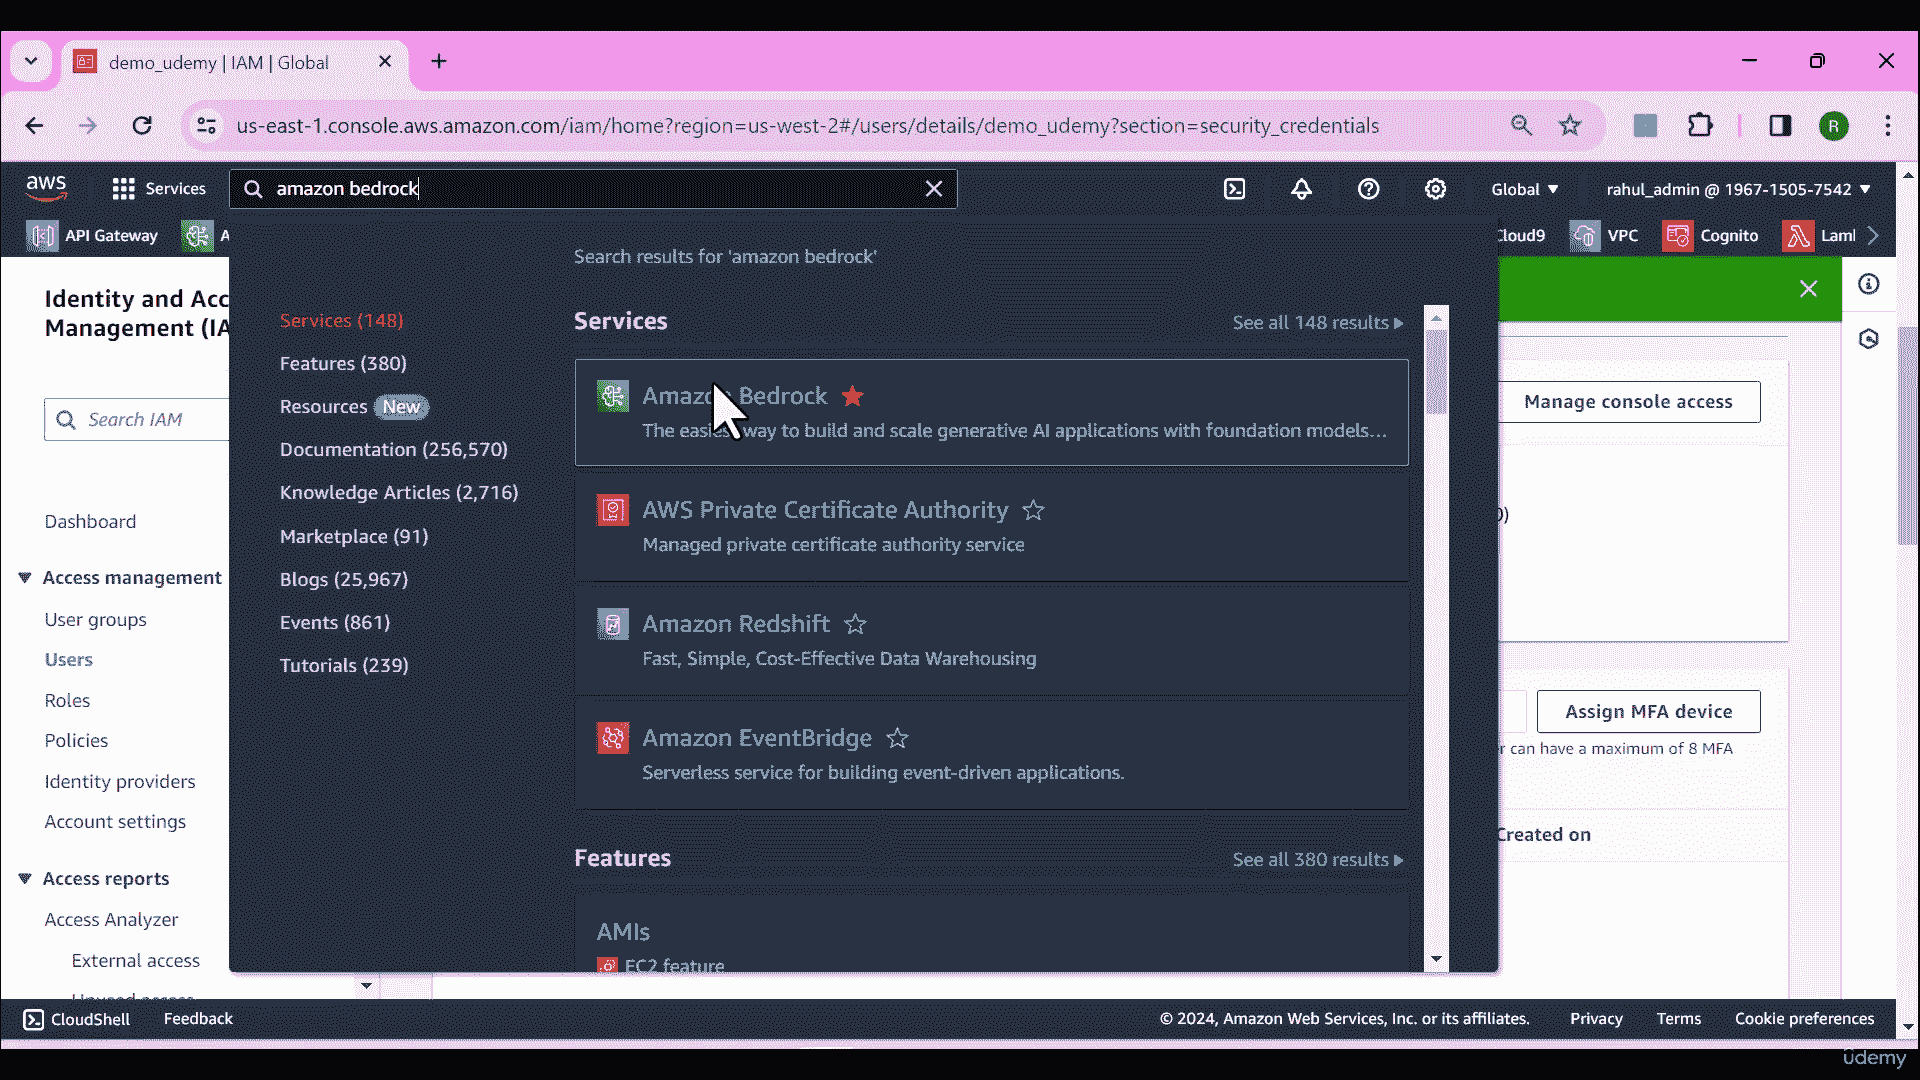 demo_udemy | IAM | Global
us-east-1.console.aws.amazon.com/iam/home?region=us-west-2#/users/details/demo_udemy?section=security_credentials
aws
Services
amazon bedrock
Global
rahul_admin @ 1967-1505-7542
API Gateway
A
Cloud9
VPC
Cognito
Laml
Search results for 'amazon bedrock'
Identity and Acc
Management (IA
Search IAM
Dashboard
Access management
User groups
Users
Roles
Policies
Identity providers
Account settings
Access reports
Access Analyzer
External access
Services (148)
Features (380)
Resources New
Documentation (256,570)
Knowledge Articles (2,716)
Marketplace (91)
Blogs (25,967)
Events (861)
Tutorials (239)
Services
See all 148 results
Amazon Bedrock
The easiest way to build and scale generative AI applications with foundation models...
AWS Private Certificate Authority
Managed private certificate authority service
Amazon Redshift
Fast, Simple, Cost-Effective Data Warehousing
Amazon EventBridge
Serverless service for building event-driven applications.
Features
See all 380 results
AMIs
EC2 feature
Manage console access
Assign MFA device
r can have a maximum of 8 MFA
Created on
CloudShell
Feedback
© 2024, Amazon Web Services, Inc. or its affiliates.
Privacy
Terms
Cookie preferences
R
udemy